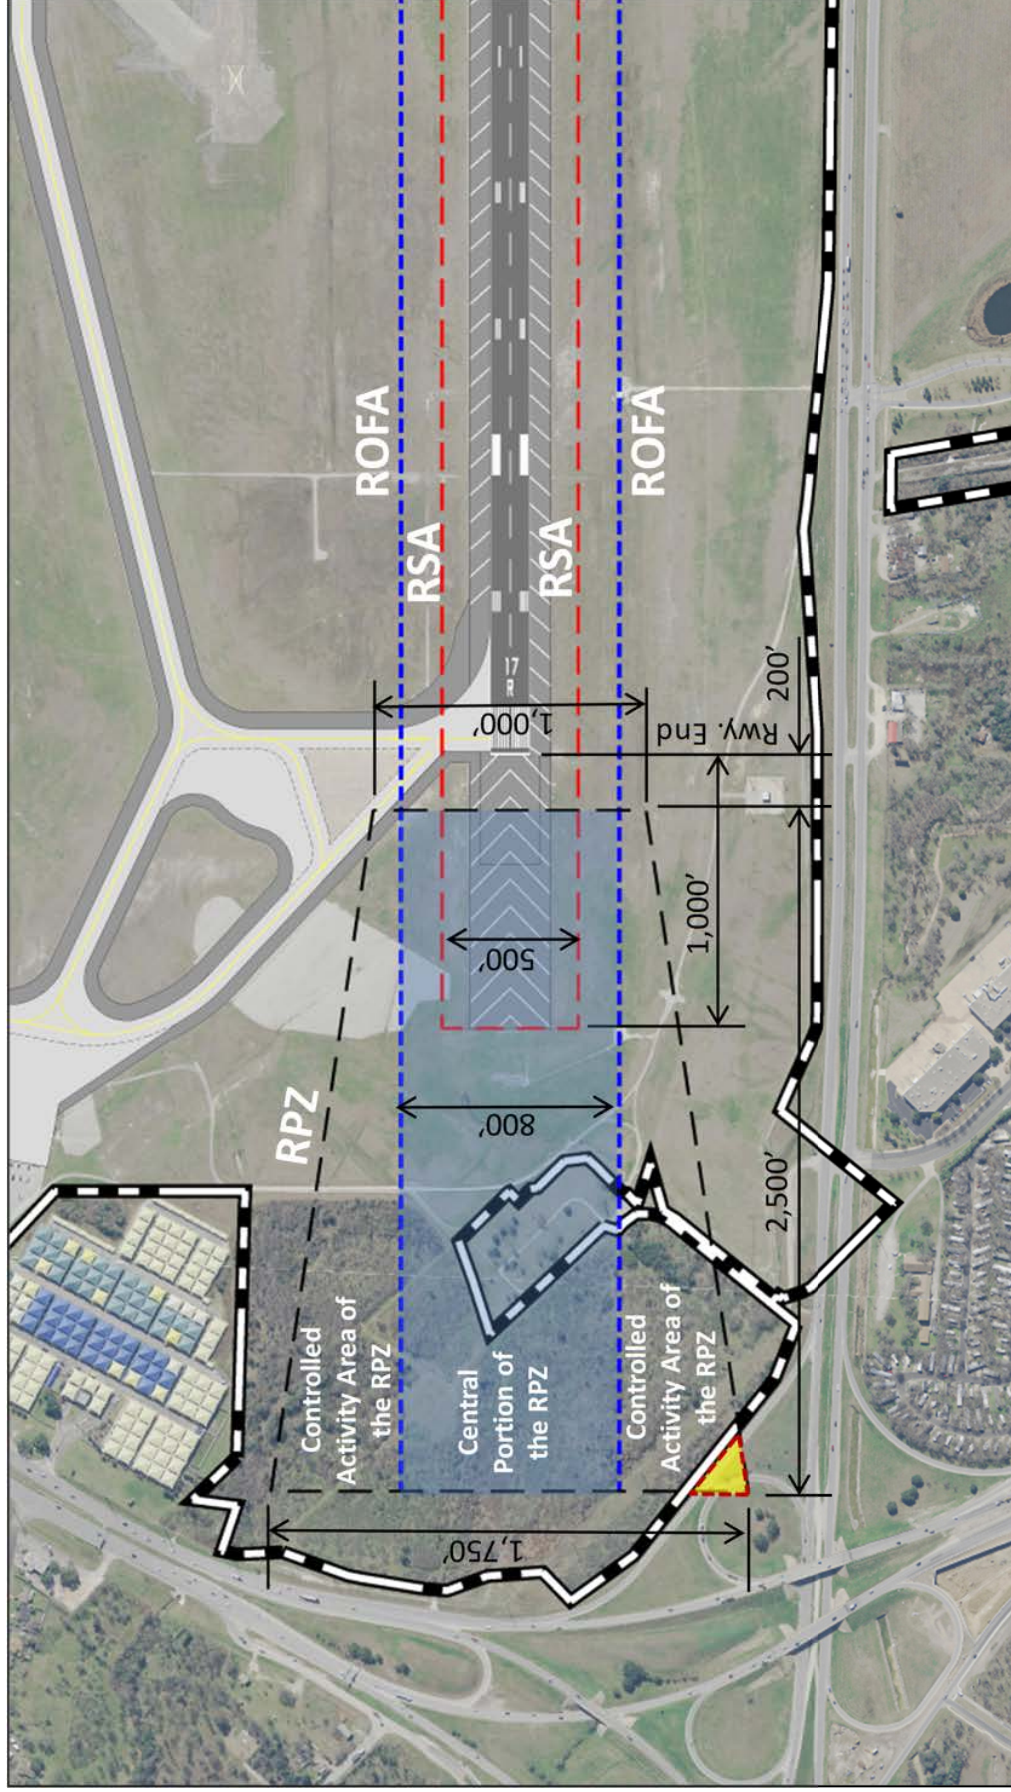 ROFA
RSA
RSA
ROFA
17
R
1,000'
Rwy. End
200'
1,000'
500'
800'
RPZ
2,500'
Controlled
Activity Area of
the RPZ
Central
Portion of
the RPZ
Controlled
Activity Area of
the RPZ
1,750'